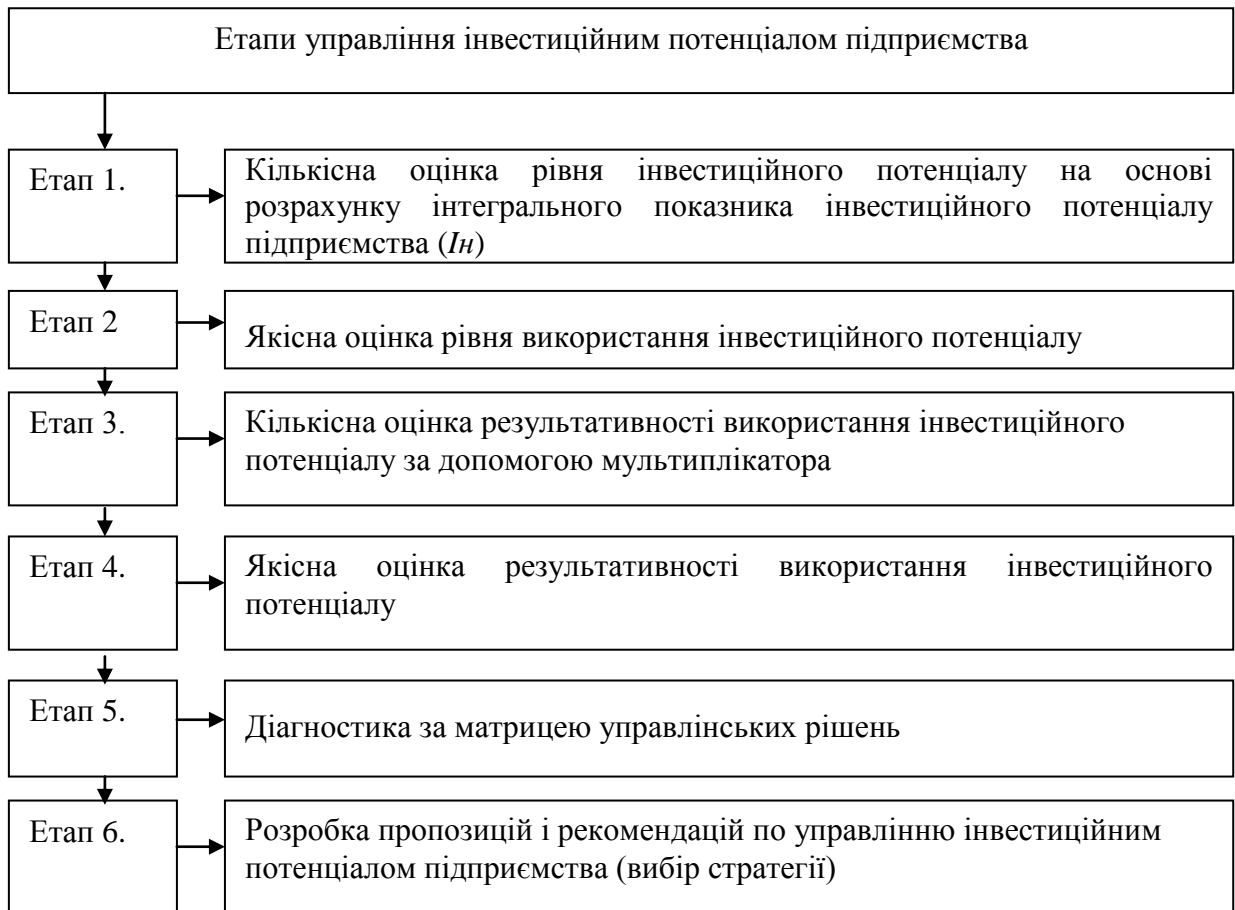 Етапи управління інвестиційним потенціалом підприємства
Етап 1.
Кількісна оцінка рівня інвестиційного потенціалу на основі
розрахунку інтегрального показника інвестиційного потенціалу
підприємства (Ін)
Етап 2
Якісна оцінка рівня використання інвестиційного потенціалу
Етап 3.
Кількісна оцінка результативності використання інвестиційного
потенціалу за допомогою мультиплікатора
Етап 4.
Якісна оцінка результативності використання інвестиційного
потенціалу
Етап 5.
Діагностика за матрицею управлінських рішень
Етап 6.
Розробка пропозицій і рекомендацій по управлінню інвестиційним
потенціалом підприємства (вибір стратегії)